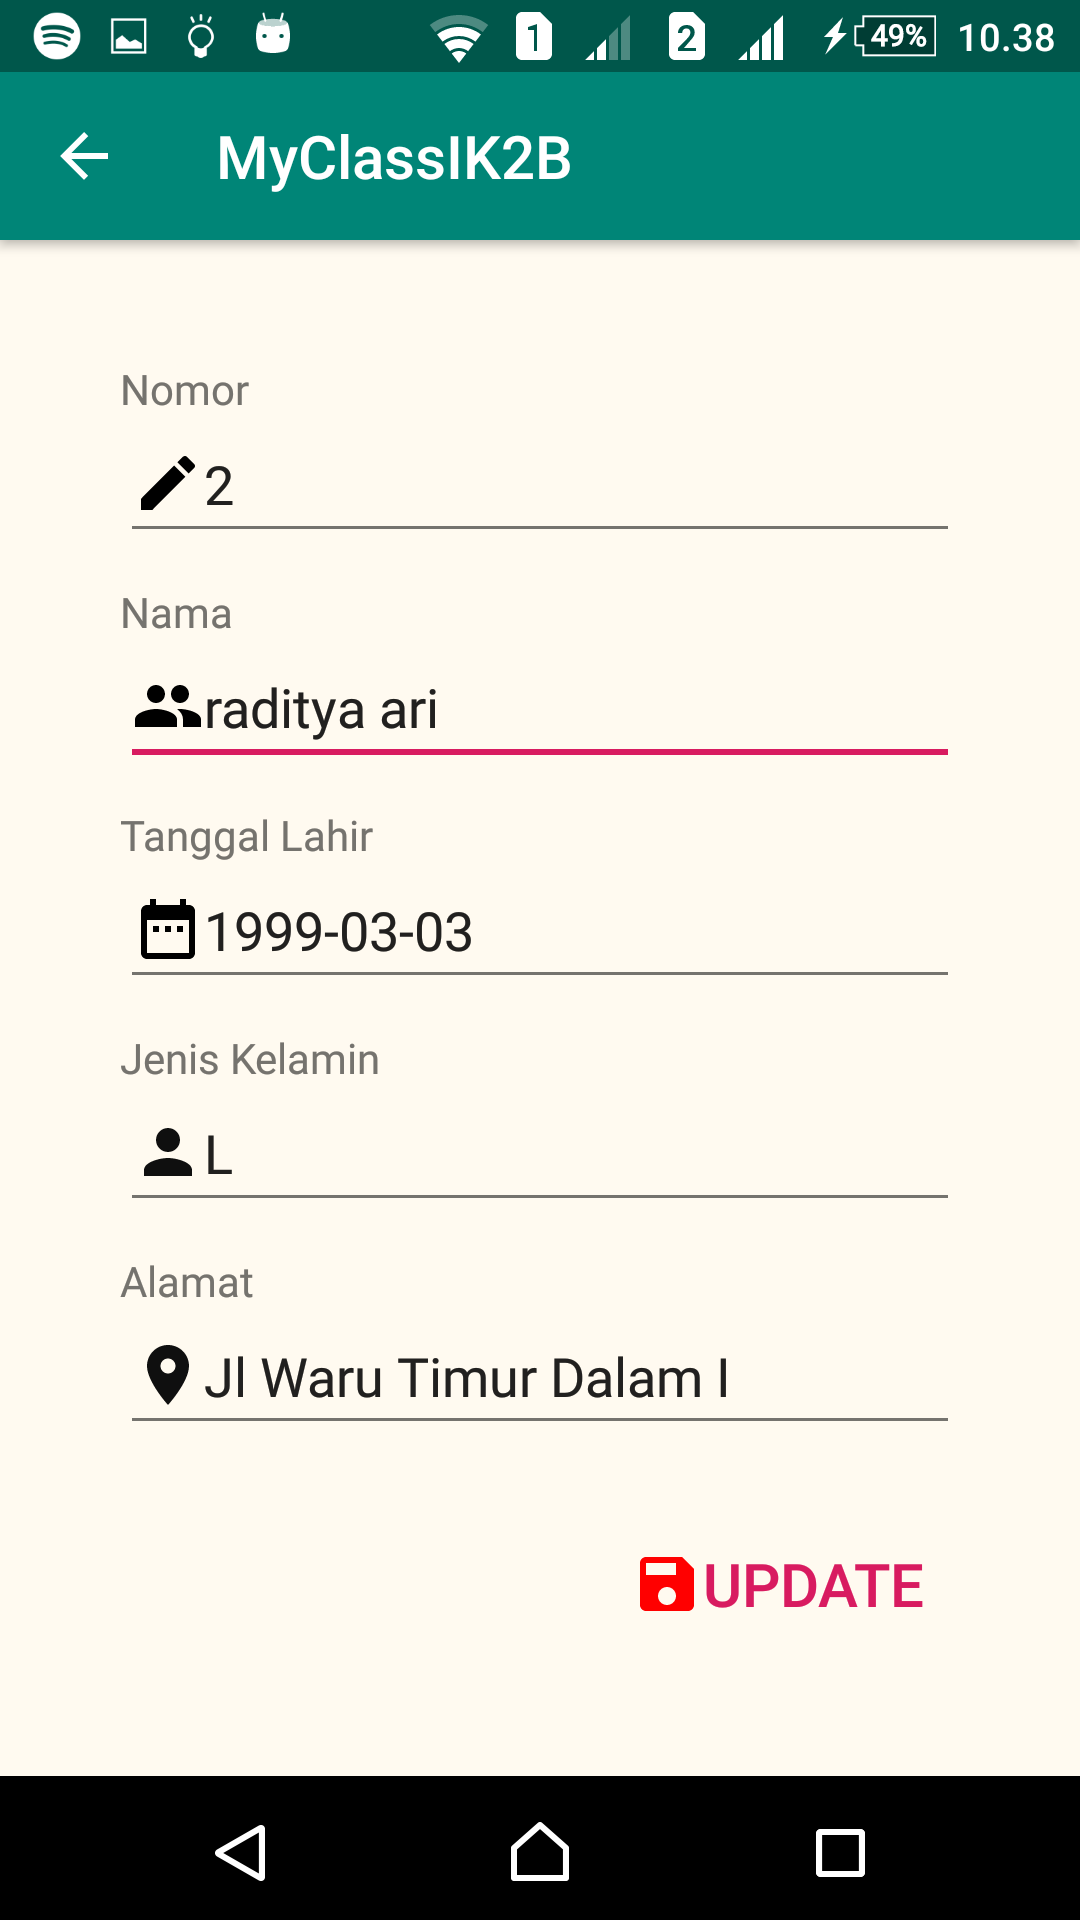 1 2 49% 10.38
MyClassIK2B
Nomor
2
Nama
raditya ari
Tanggal Lahir
1999-03-03
Jenis Kelamin
L
Alamat
Jl Waru Timur Dalam I
UPDATE